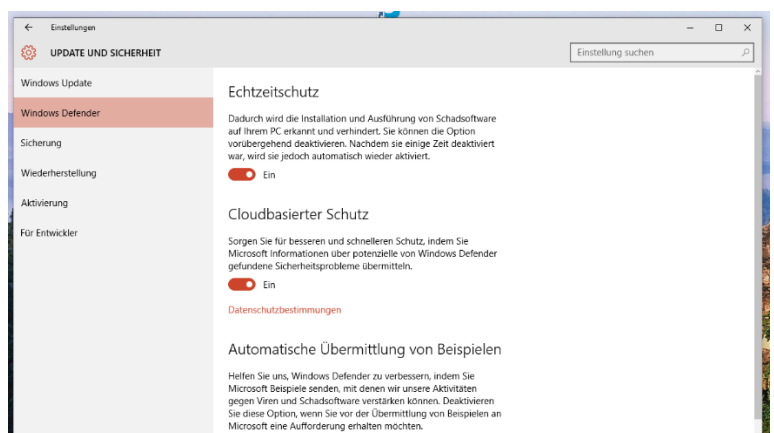 Einstellungen
UPDATE UND SICHERHEIT
Einstellung suchen
Windows Update
Windows Defender
Sicherung
Wiederherstellung
Aktivierung
Für Entwickler
Echtzeitschutz
Dadurch wird die Installation und Ausführung von Schadsoftware
auf Ihrem PC erkannt und verhindert. Sie können die Option
vorübergehend deaktivieren. Nachdem sie einige Zeit deaktiviert
war, wird sie jedoch automatisch wieder aktiviert.
Ein
Cloudbasierter Schutz
Sorgen Sie für besseren und schnelleren Schutz, indem Sie
Microsoft Informationen über potenzielle von Windows Defender
gefundene Sicherheitsprobleme übermitteln.
Ein
Datenschutzbestimmungen
Automatische Übermittlung von Beispielen
Helfen Sie uns, Windows Defender zu verbessern, indem Sie
Microsoft Beispiele senden, mit denen wir unsere Aktivitäten
gegen Viren und Schadsoftware verstärken können. Deaktivieren
Sie diese Option, wenn Sie vor der Übermittlung von Beispielen an
Microsoft eine Aufforderung erhalten möchten.